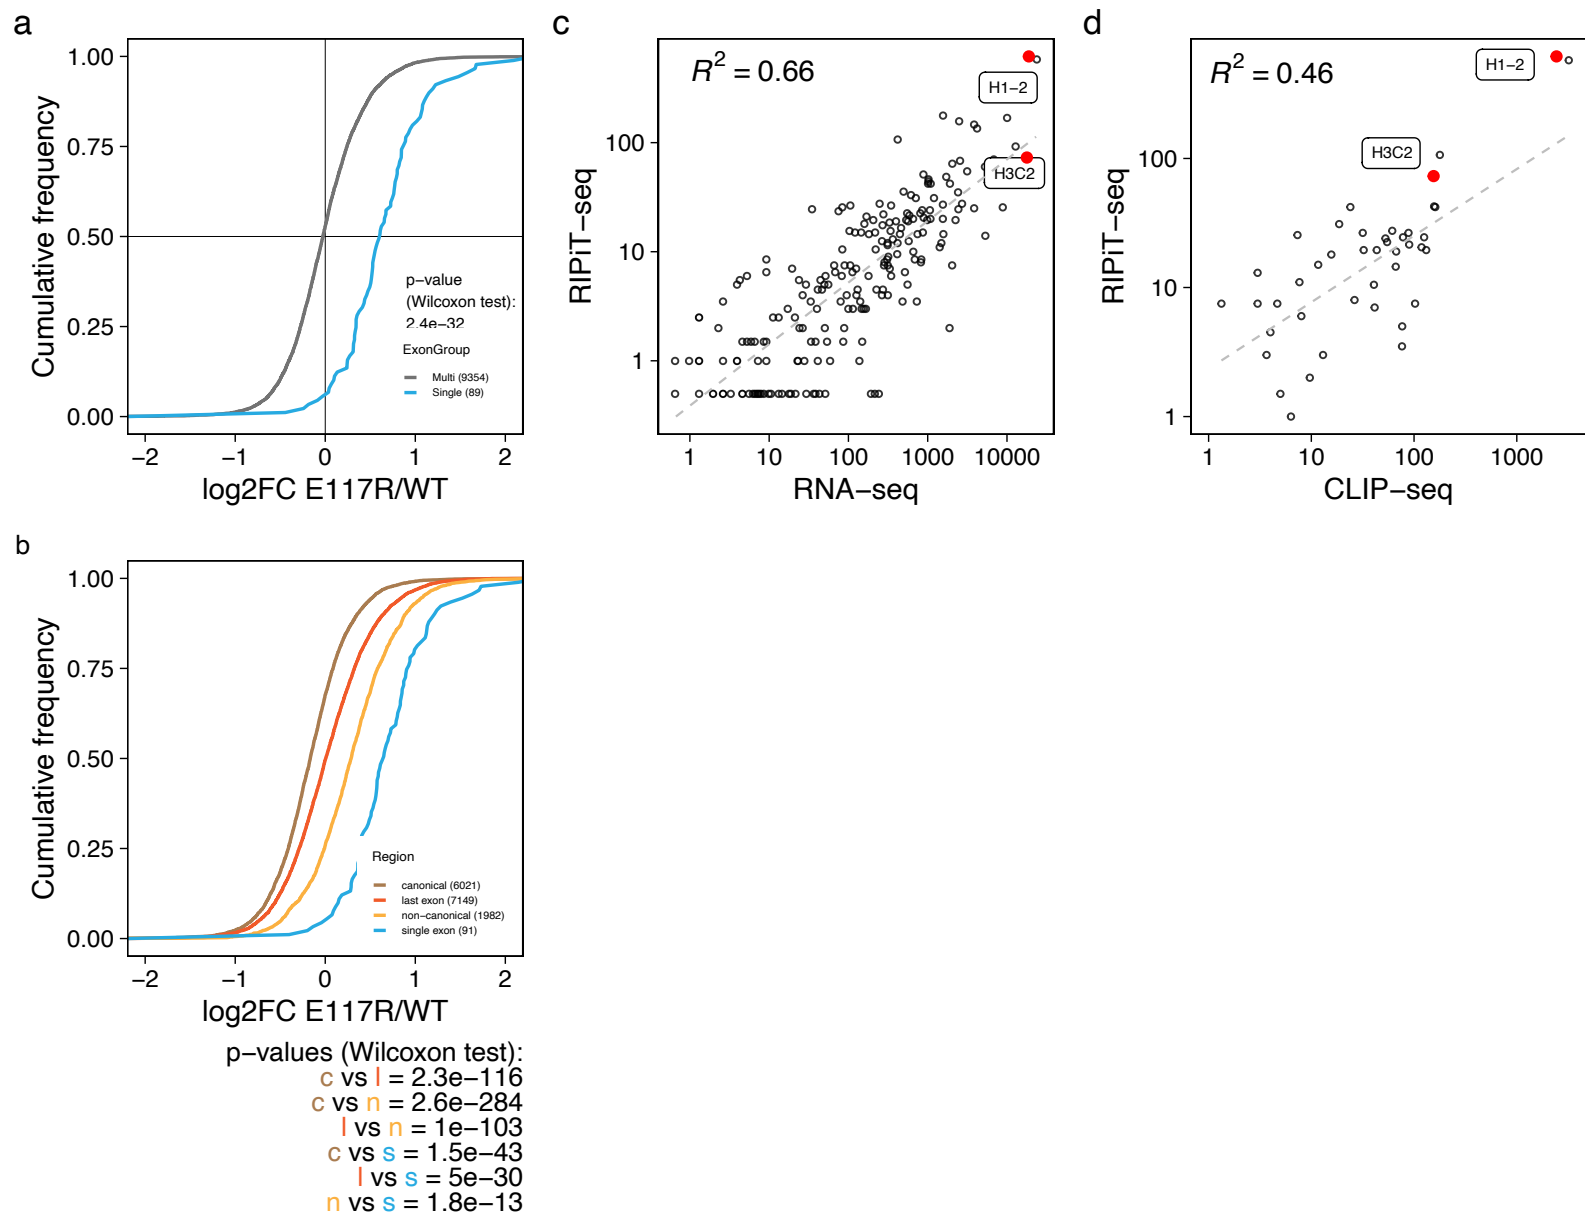 a
1.00
0.75
0.50
0.25
0.00
Cumulative frequency
p−value
(Wilcoxon test):
2.4e−32
ExonGroup
Multi (9354)
Single (89)
−2 −1 0 1 2
log2FC E117R/WT
b
1.00
0.75
0.50
0.25
0.00
Cumulative frequency
Region
canonical (6021)
last exon (7149)
non−canonical (1982)
single exon (91)
−2 −1 0 1 2
log2FC E117R/WT
p−values (Wilcoxon test):
c vs l = 2.3e−116
c vs n = 2.6e−284
l vs n = 1e−103
c vs s = 1.5e−43
l vs s = 5e−30
n vs s = 1.8e−13
c
R² = 0.66
H1−2
H3C2
100
10
1
RIPiT−seq
1 10 100 1000 10000
RNA−seq
d
R² = 0.46
H1−2
H3C2
100
10
1
RIPiT−seq
1 10 100 1000
CLIP−seq